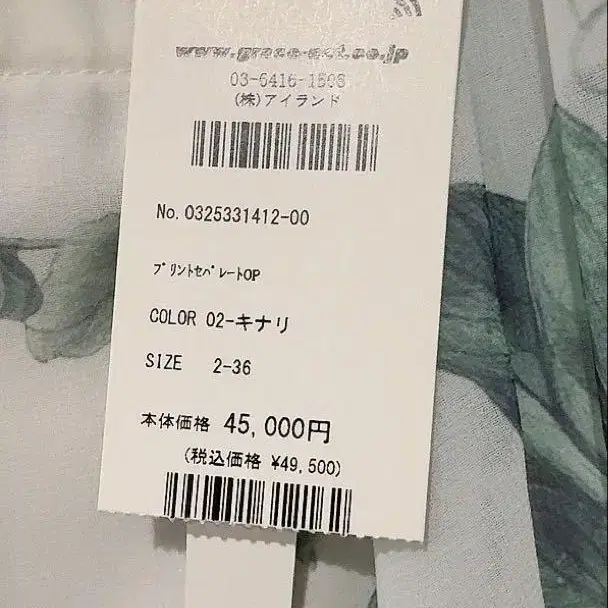 www.grace-act.co.jp
03-6416-1503
(株)アイランド
No.0325331412-00
ﾌﾟﾘﾝﾄｾﾊﾟﾚｰﾄOP
COLOR 02-キナリ
SIZE 2-36
本体価格 45,000円
(税込価格 ¥49,500)